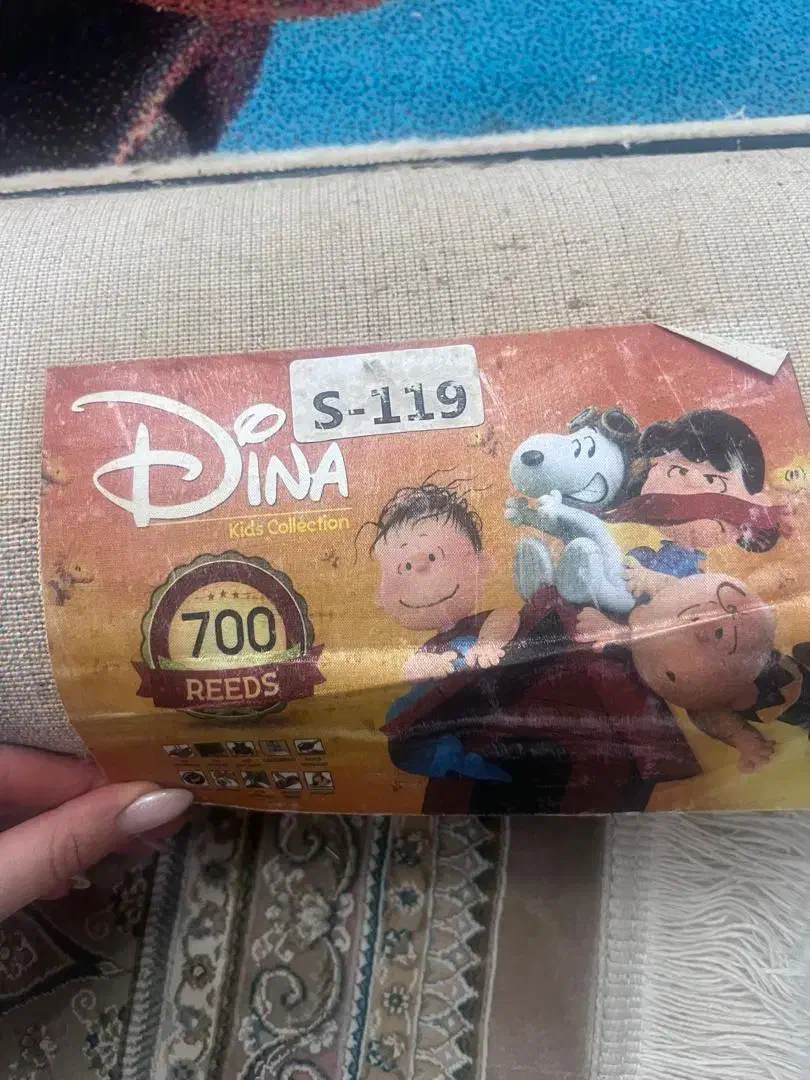 S-119
DINA
Kids Collection
700
REEDS